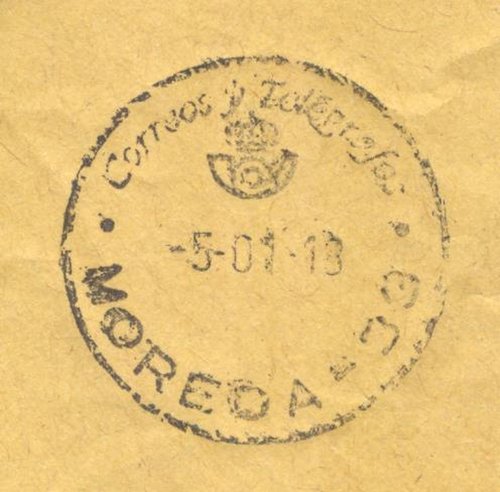 Correos y Telégrafos
-5-01-13
MOREDA-